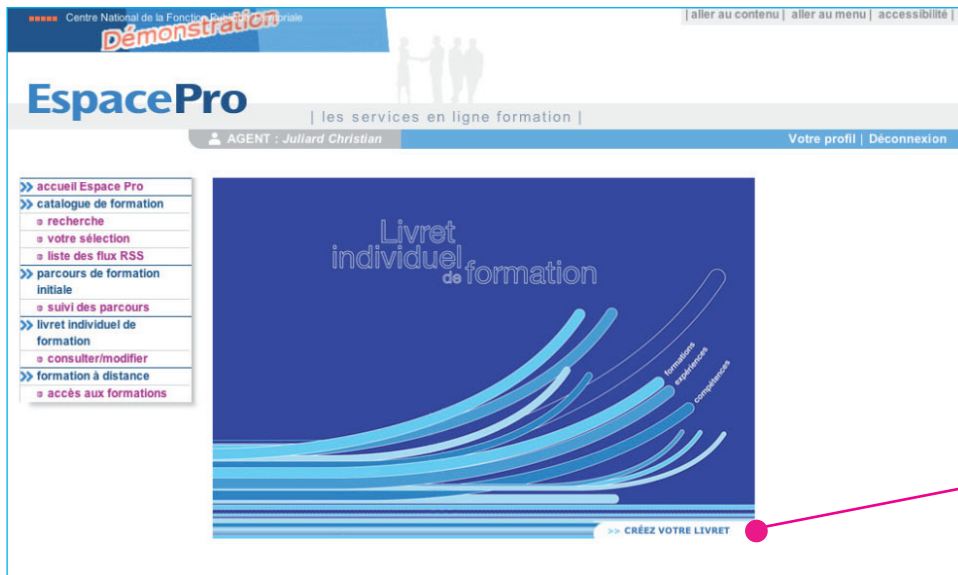 Centre National de la Fonction Publique Territoriale
Démonstration
| aller au contenu | aller au menu | accessibilité |
EspacePro
| les services en ligne formation |
AGENT : Juliard Christian
Votre profil | Déconnexion
>> accueil Espace Pro
>> catalogue de formation
recherche
votre sélection
liste des flux RSS
>> parcours de formation
initiale
suivi des parcours
>> livret individuel de
formation
consulter/modifier
>> formation à distance
accès aux formations
Livret
individuel
de formation
formations
expériences
compétences
>> CRÉEZ VOTRE LIVRET